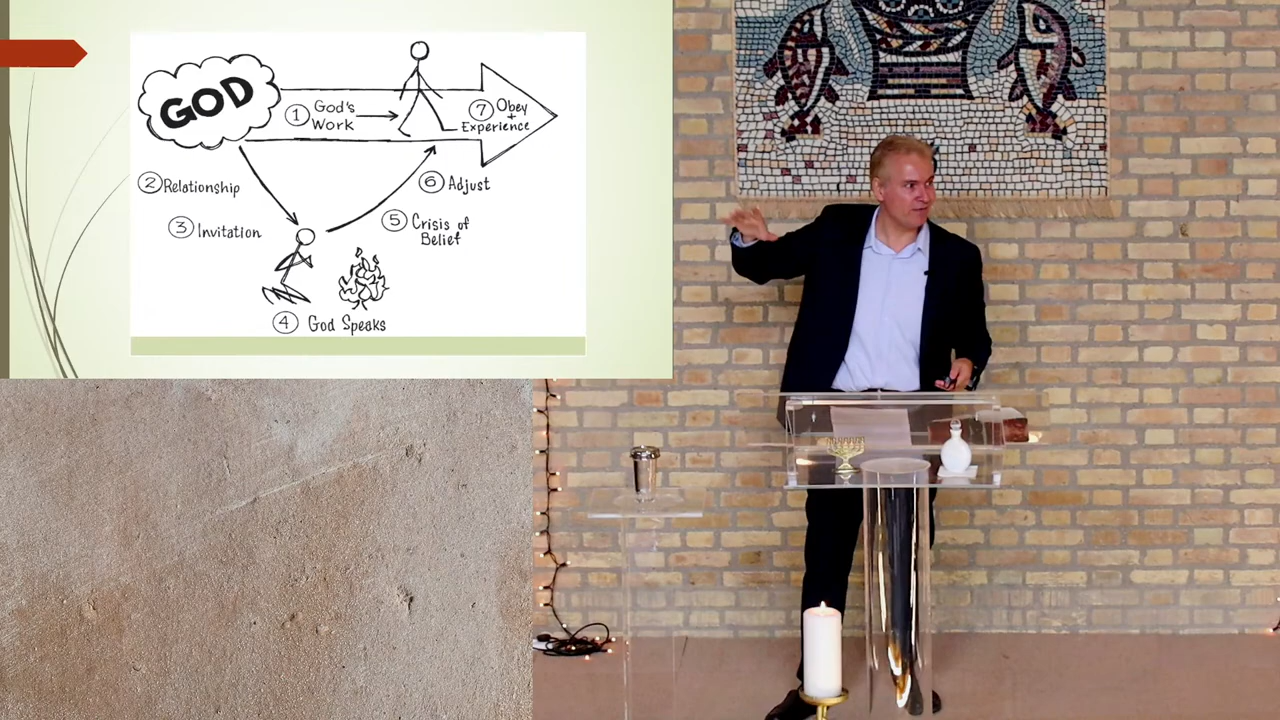 GOD
1 God's
Work
7 Obey
+
Experience
2 Relationship
6 Adjust
3 Invitation
5 Crisis of
Belief
4 God Speaks